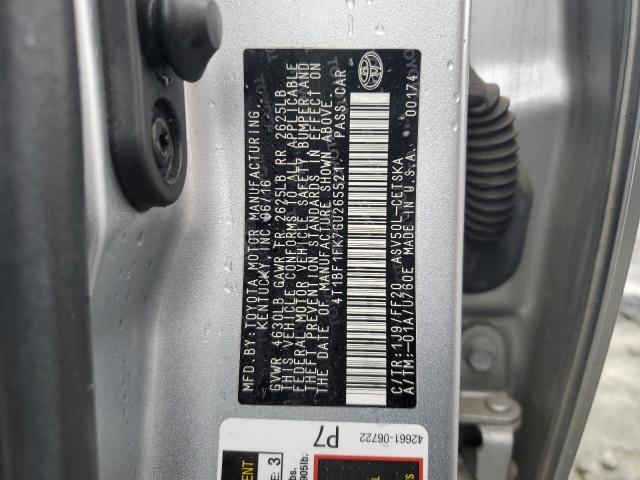 MFD. BY: TOYOTA MOTOR MANUFACTURING,
KENTUCKY, INC 06/16
GVWR 4630LB GAWR FR 2625LB RR 2625LB
THIS VEHICLE CONFORMS TO ALL APPLICABLE
FEDERAL MOTOR VEHICLE SAFETY, BUMPER AND
THEFT PREVENTION STANDARDS IN EFFECT ON
THE DATE OF MANUFACTURE SHOWN ABOVE.
4T1BF1FK7GU265521 PASS.CAR
C/TR: 1J9/FF20 ASV50L-CETSKA
A/TM: -01A/U760E MADE IN U.S.A. 00174
42661-06722
P7